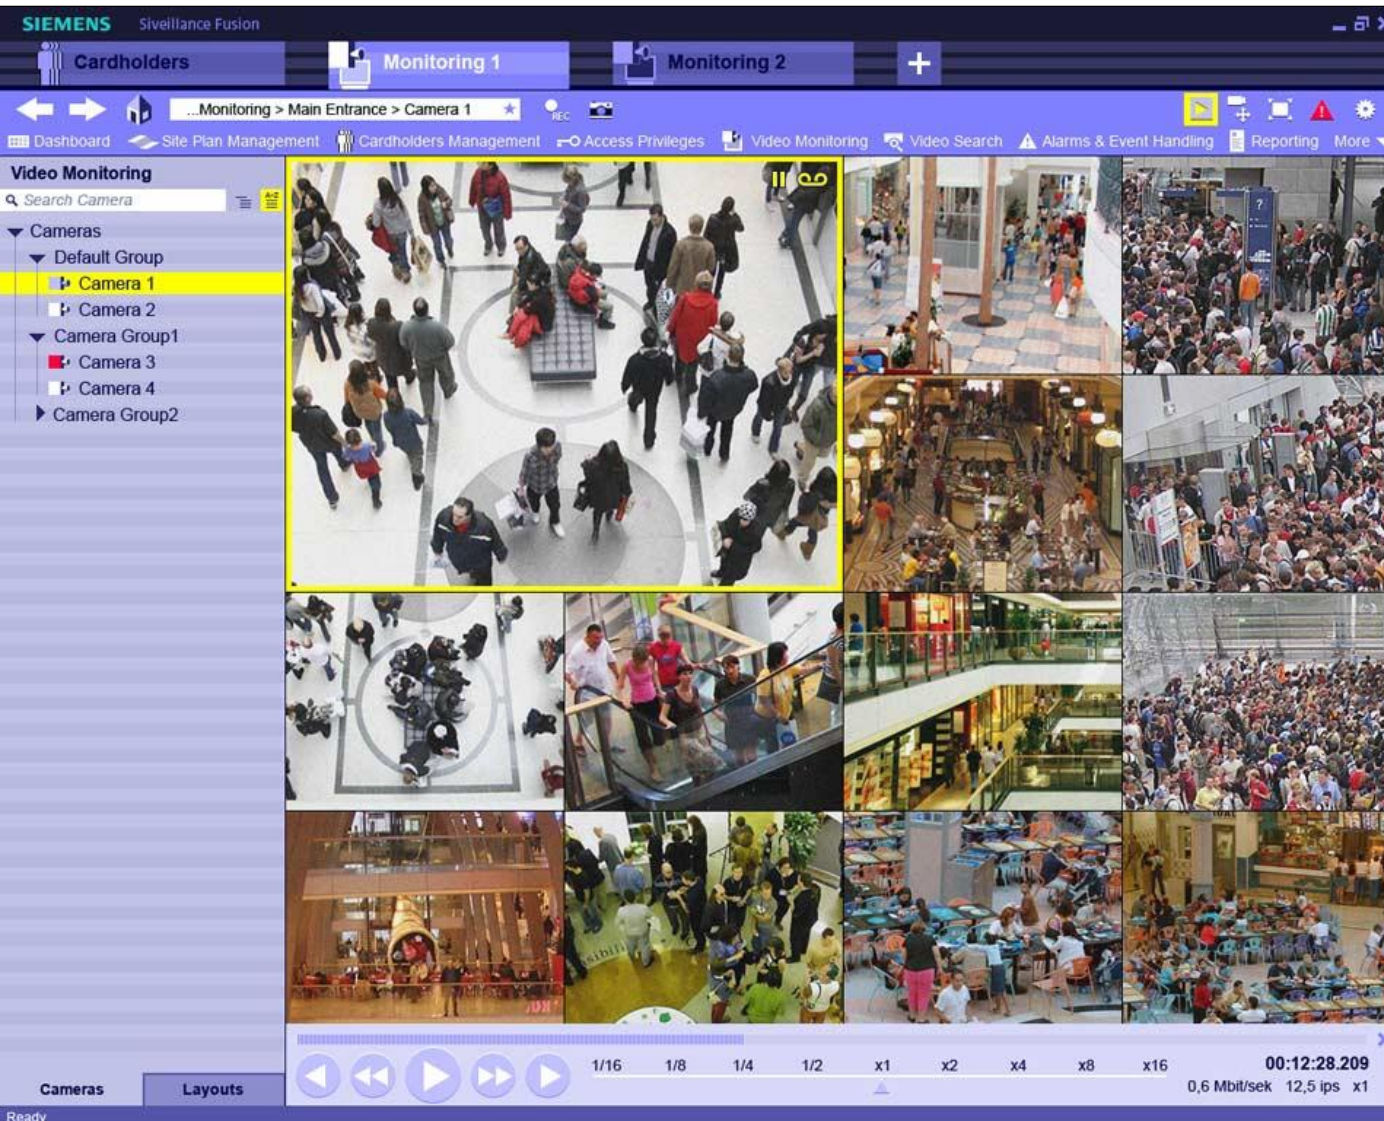 SIEMENS Siveillance Fusion
Cardholders Monitoring 1 Monitoring 2 +
...Monitoring > Main Entrance > Camera 1 REC
Dashboard Site Plan Management Cardholders Management Access Privileges Video Monitoring Video Search Alarms & Event Handling Reporting More
Video Monitoring
Search Camera A-Z
Cameras
Default Group
Camera 1
Camera 2
Camera Group1
Camera 3
Camera 4
Camera Group2
?
1/16 1/8 1/4 1/2 x1 x2 x4 x8 x16
00:12:28.209
0,6 Mbit/sek 12,5 ips x1
Cameras Layouts
Ready